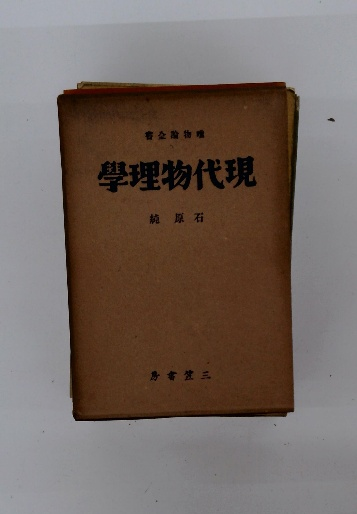 唯物論全書
現代物理學
石原純
三笠書房